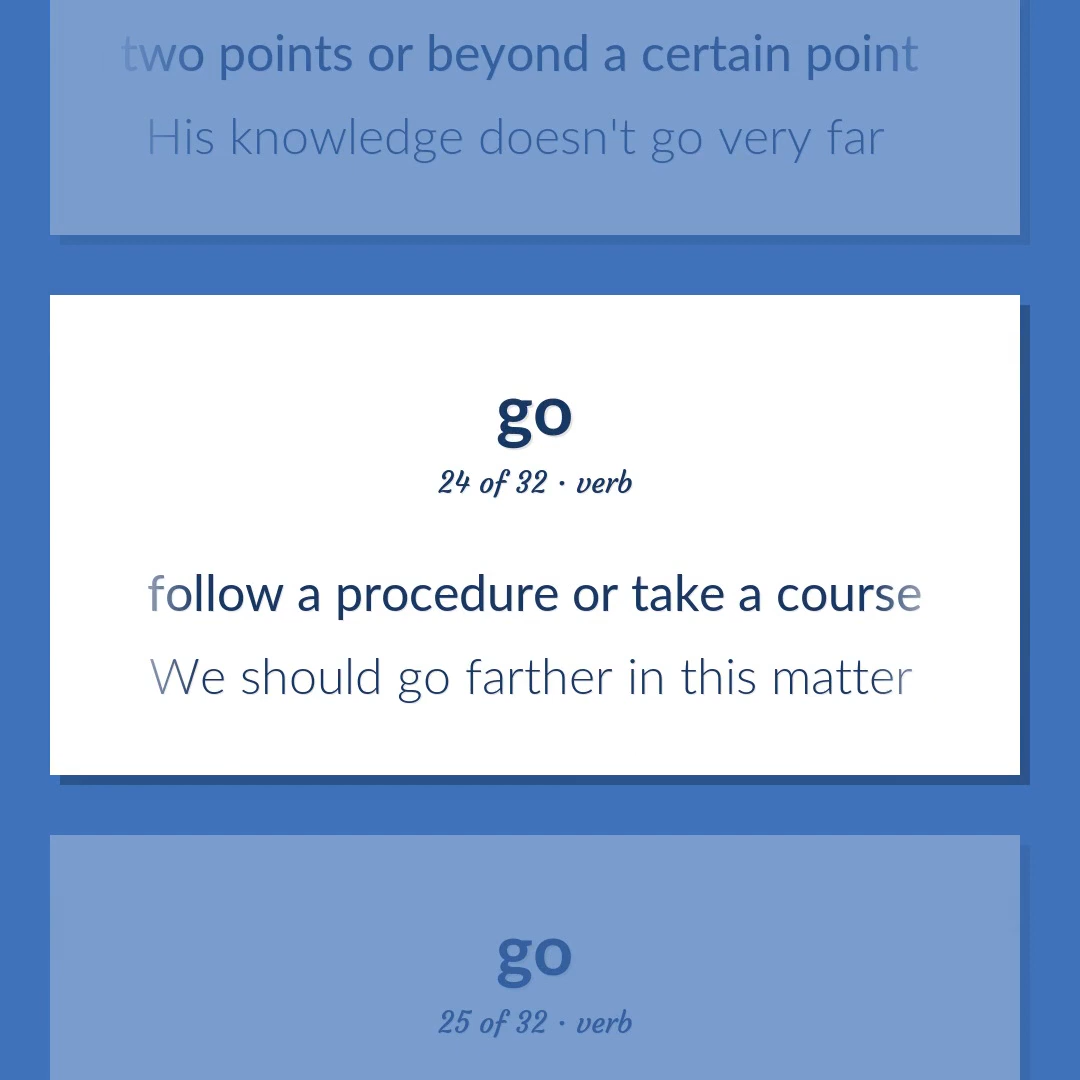 two points or beyond a certain point
His knowledge doesn't go very far
go
24 of 32 · verb
follow a procedure or take a course
We should go farther in this matter
go
25 of 32 · verb